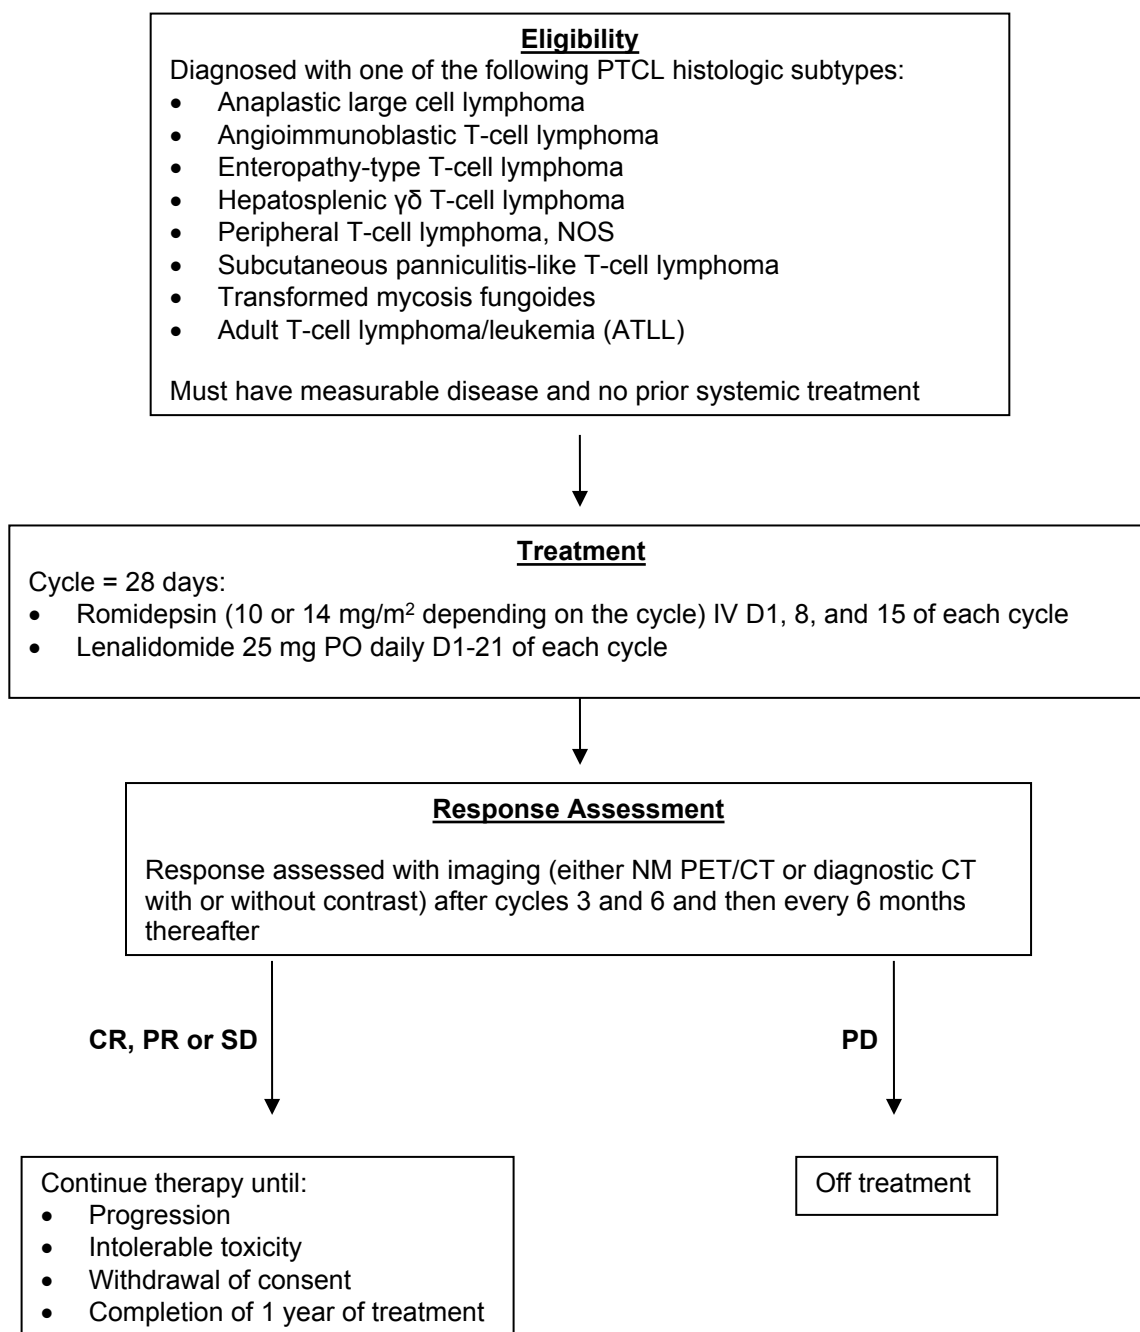 Eligibility
Diagnosed with one of the following PTCL histologic subtypes:
• Anaplastic large cell lymphoma
• Angioimmunoblastic T-cell lymphoma
• Enteropathy-type T-cell lymphoma
• Hepatosplenic γδ T-cell lymphoma
• Peripheral T-cell lymphoma, NOS
• Subcutaneous panniculitis-like T-cell lymphoma
• Transformed mycosis fungoides
• Adult T-cell lymphoma/leukemia (ATLL)
Must have measurable disease and no prior systemic treatment
Treatment
Cycle = 28 days:
• Romidepsin (10 or 14 mg/m² depending on the cycle) IV D1, 8, and 15 of each cycle
• Lenalidomide 25 mg PO daily D1-21 of each cycle
Response Assessment
Response assessed with imaging (either NM PET/CT or diagnostic CT
with or without contrast) after cycles 3 and 6 and then every 6 months
thereafter
CR, PR or SD
PD
Continue therapy until:
• Progression
• Intolerable toxicity
• Withdrawal of consent
• Completion of 1 year of treatment
Off treatment